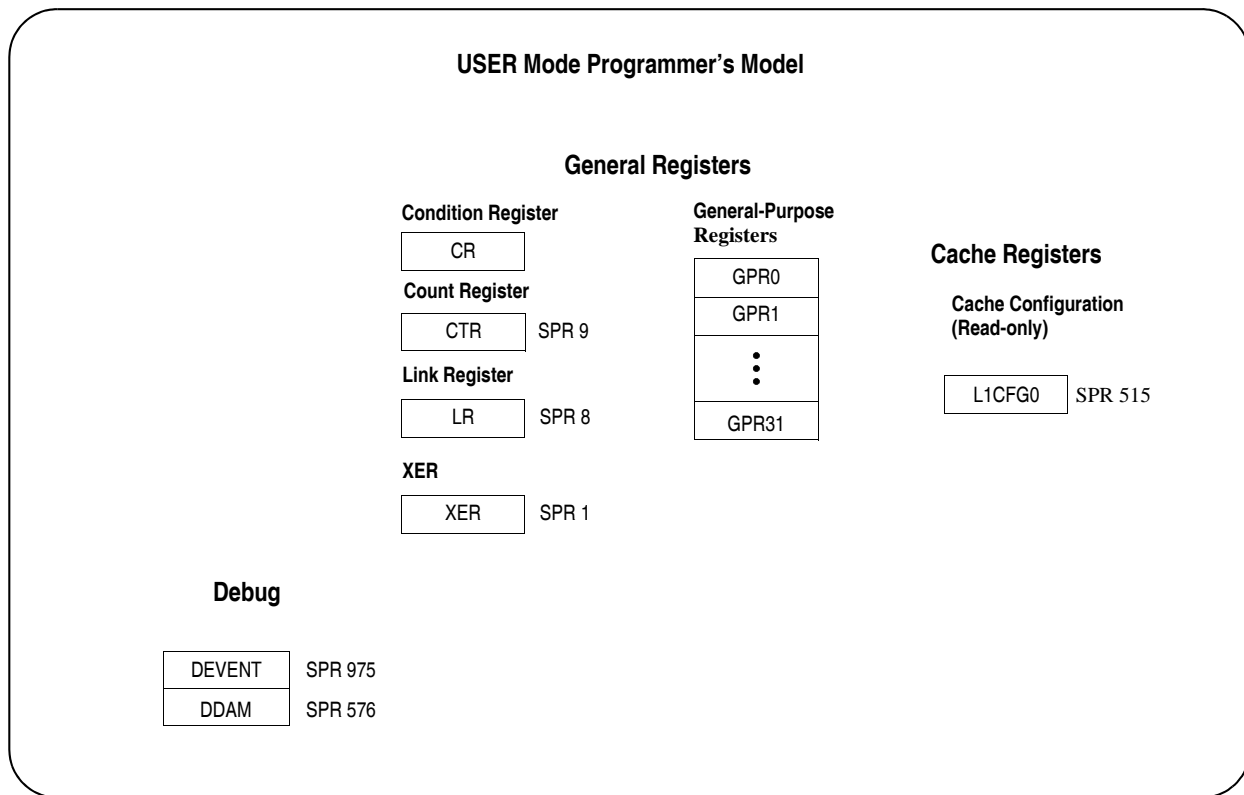 USER Mode Programmer's Model
General Registers
Condition Register
CR
Count Register
CTR SPR 9
Link Register
LR SPR 8
XER
XER SPR 1
General-Purpose
Registers
GPR0
GPR1
GPR31
Cache Registers
Cache Configuration
(Read-only)
L1CFG0 SPR 515
Debug
DEVENT SPR 975
DDAM SPR 576